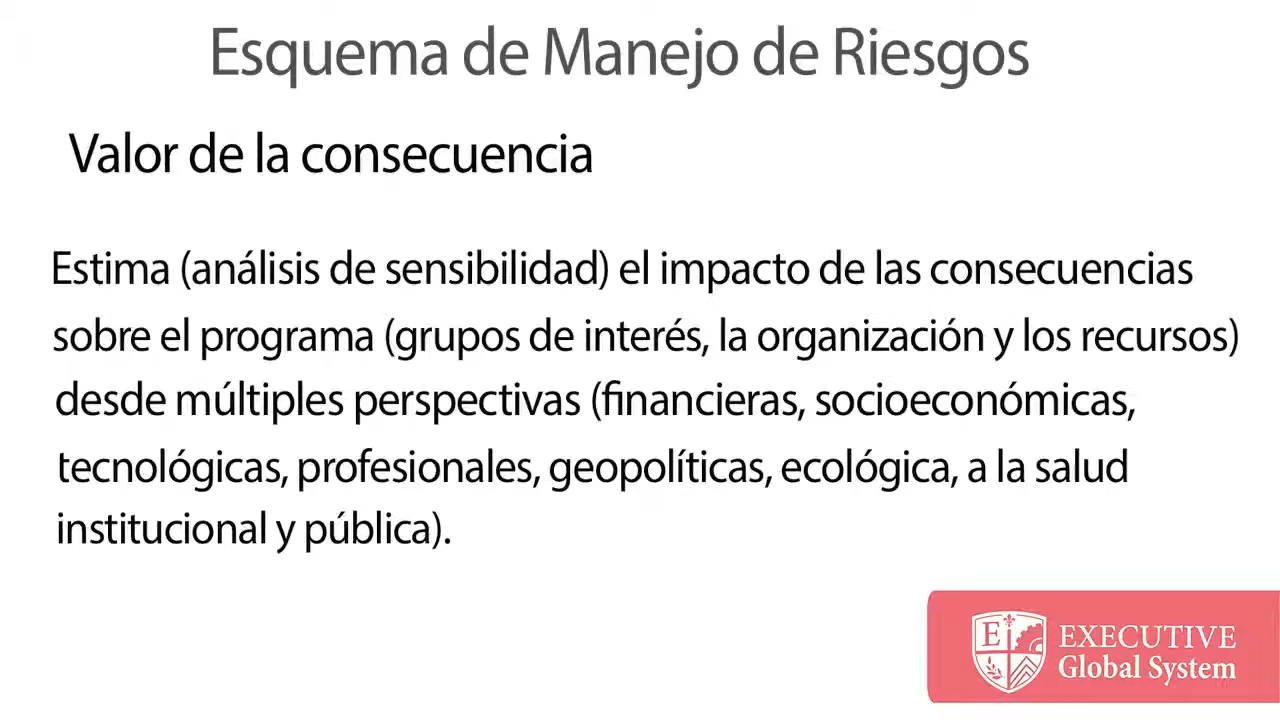 Esquema de Manejo de Riesgos
Valor de la consecuencia
Estima (análisis de sensibilidad) el impacto de las consecuencias
sobre el programa (grupos de interés, la organización y los recursos)
desde múltiples perspectivas (financieras, socioeconómicas,
tecnológicas, profesionales, geopolíticas, ecológica, a la salud
institucional y pública).
E
EXECUTIVE
Global System